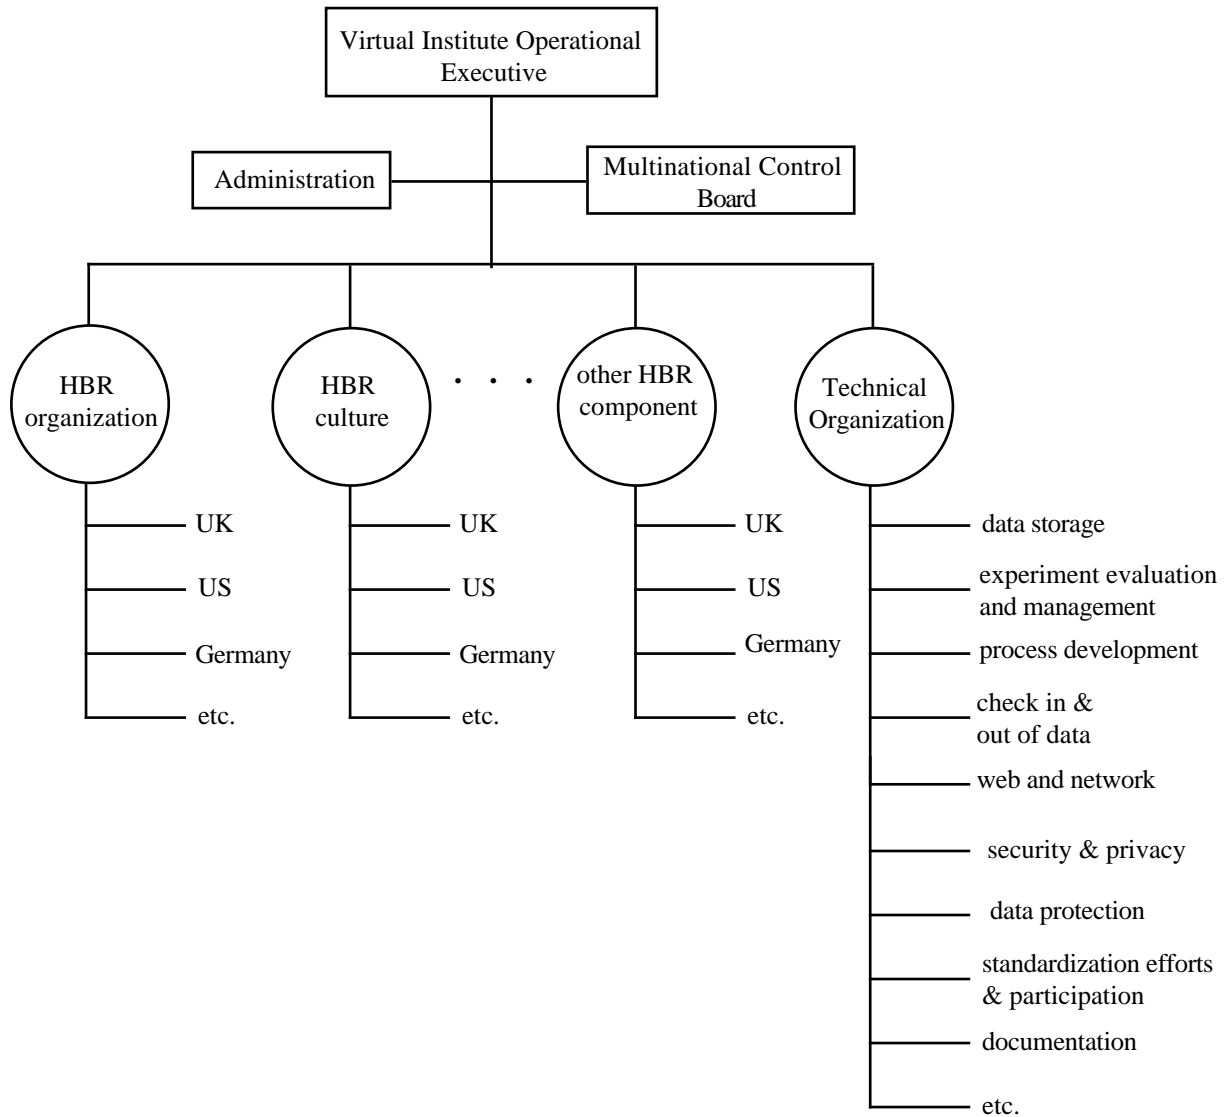 Virtual Institute Operational
Executive
Administration
Multinational Control
Board
HBR
organization
HBR
culture
. . .
other HBR
component
Technical
Organization
UK
US
Germany
etc.
UK
US
Germany
etc.
UK
US
Germany
etc.
data storage
experiment evaluation
and management
process development
check in &
out of data
web and network
security & privacy
data protection
standardization efforts
& participation
documentation
etc.